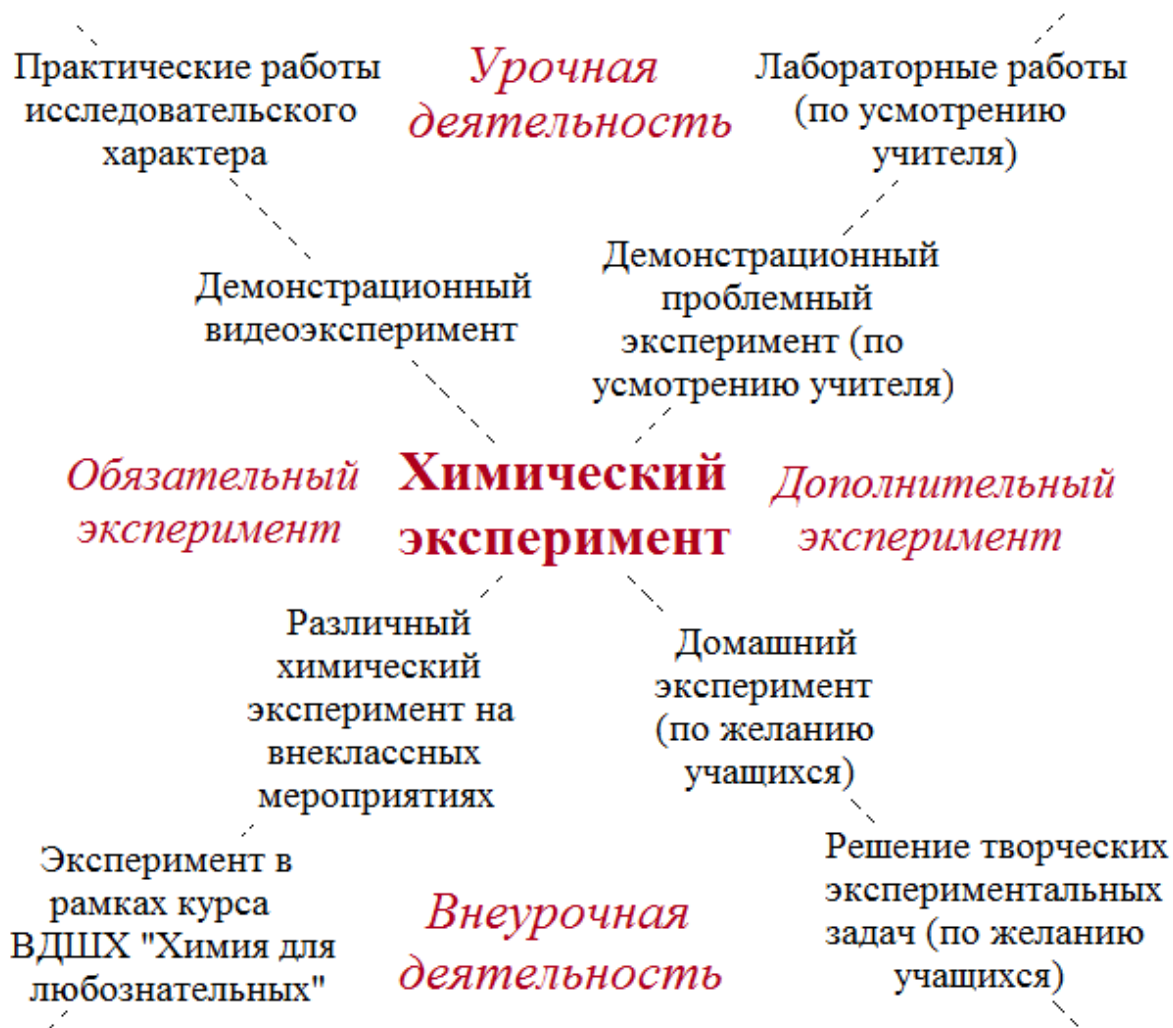 Практические работы
исследовательского
характера
Урочная
деятельность
Лабораторные работы
(по усмотрению
учителя)
Демонстрационный
видеоэксперимент
Демонстрационный
проблемный
эксперимент (по
усмотрению учителя)
Обязательный
эксперимент
Химический
эксперимент
Дополнительный
эксперимент
Различный
химический
эксперимент на
внеклассных
мероприятиях
Домашний
эксперимент
(по желанию
учащихся)
Эксперимент в
рамках курса
ВДШХ "Химия для
любознательных"
Внеурочная
деятельность
Решение творческих
экспериментальных
задач (по желанию
учащихся)